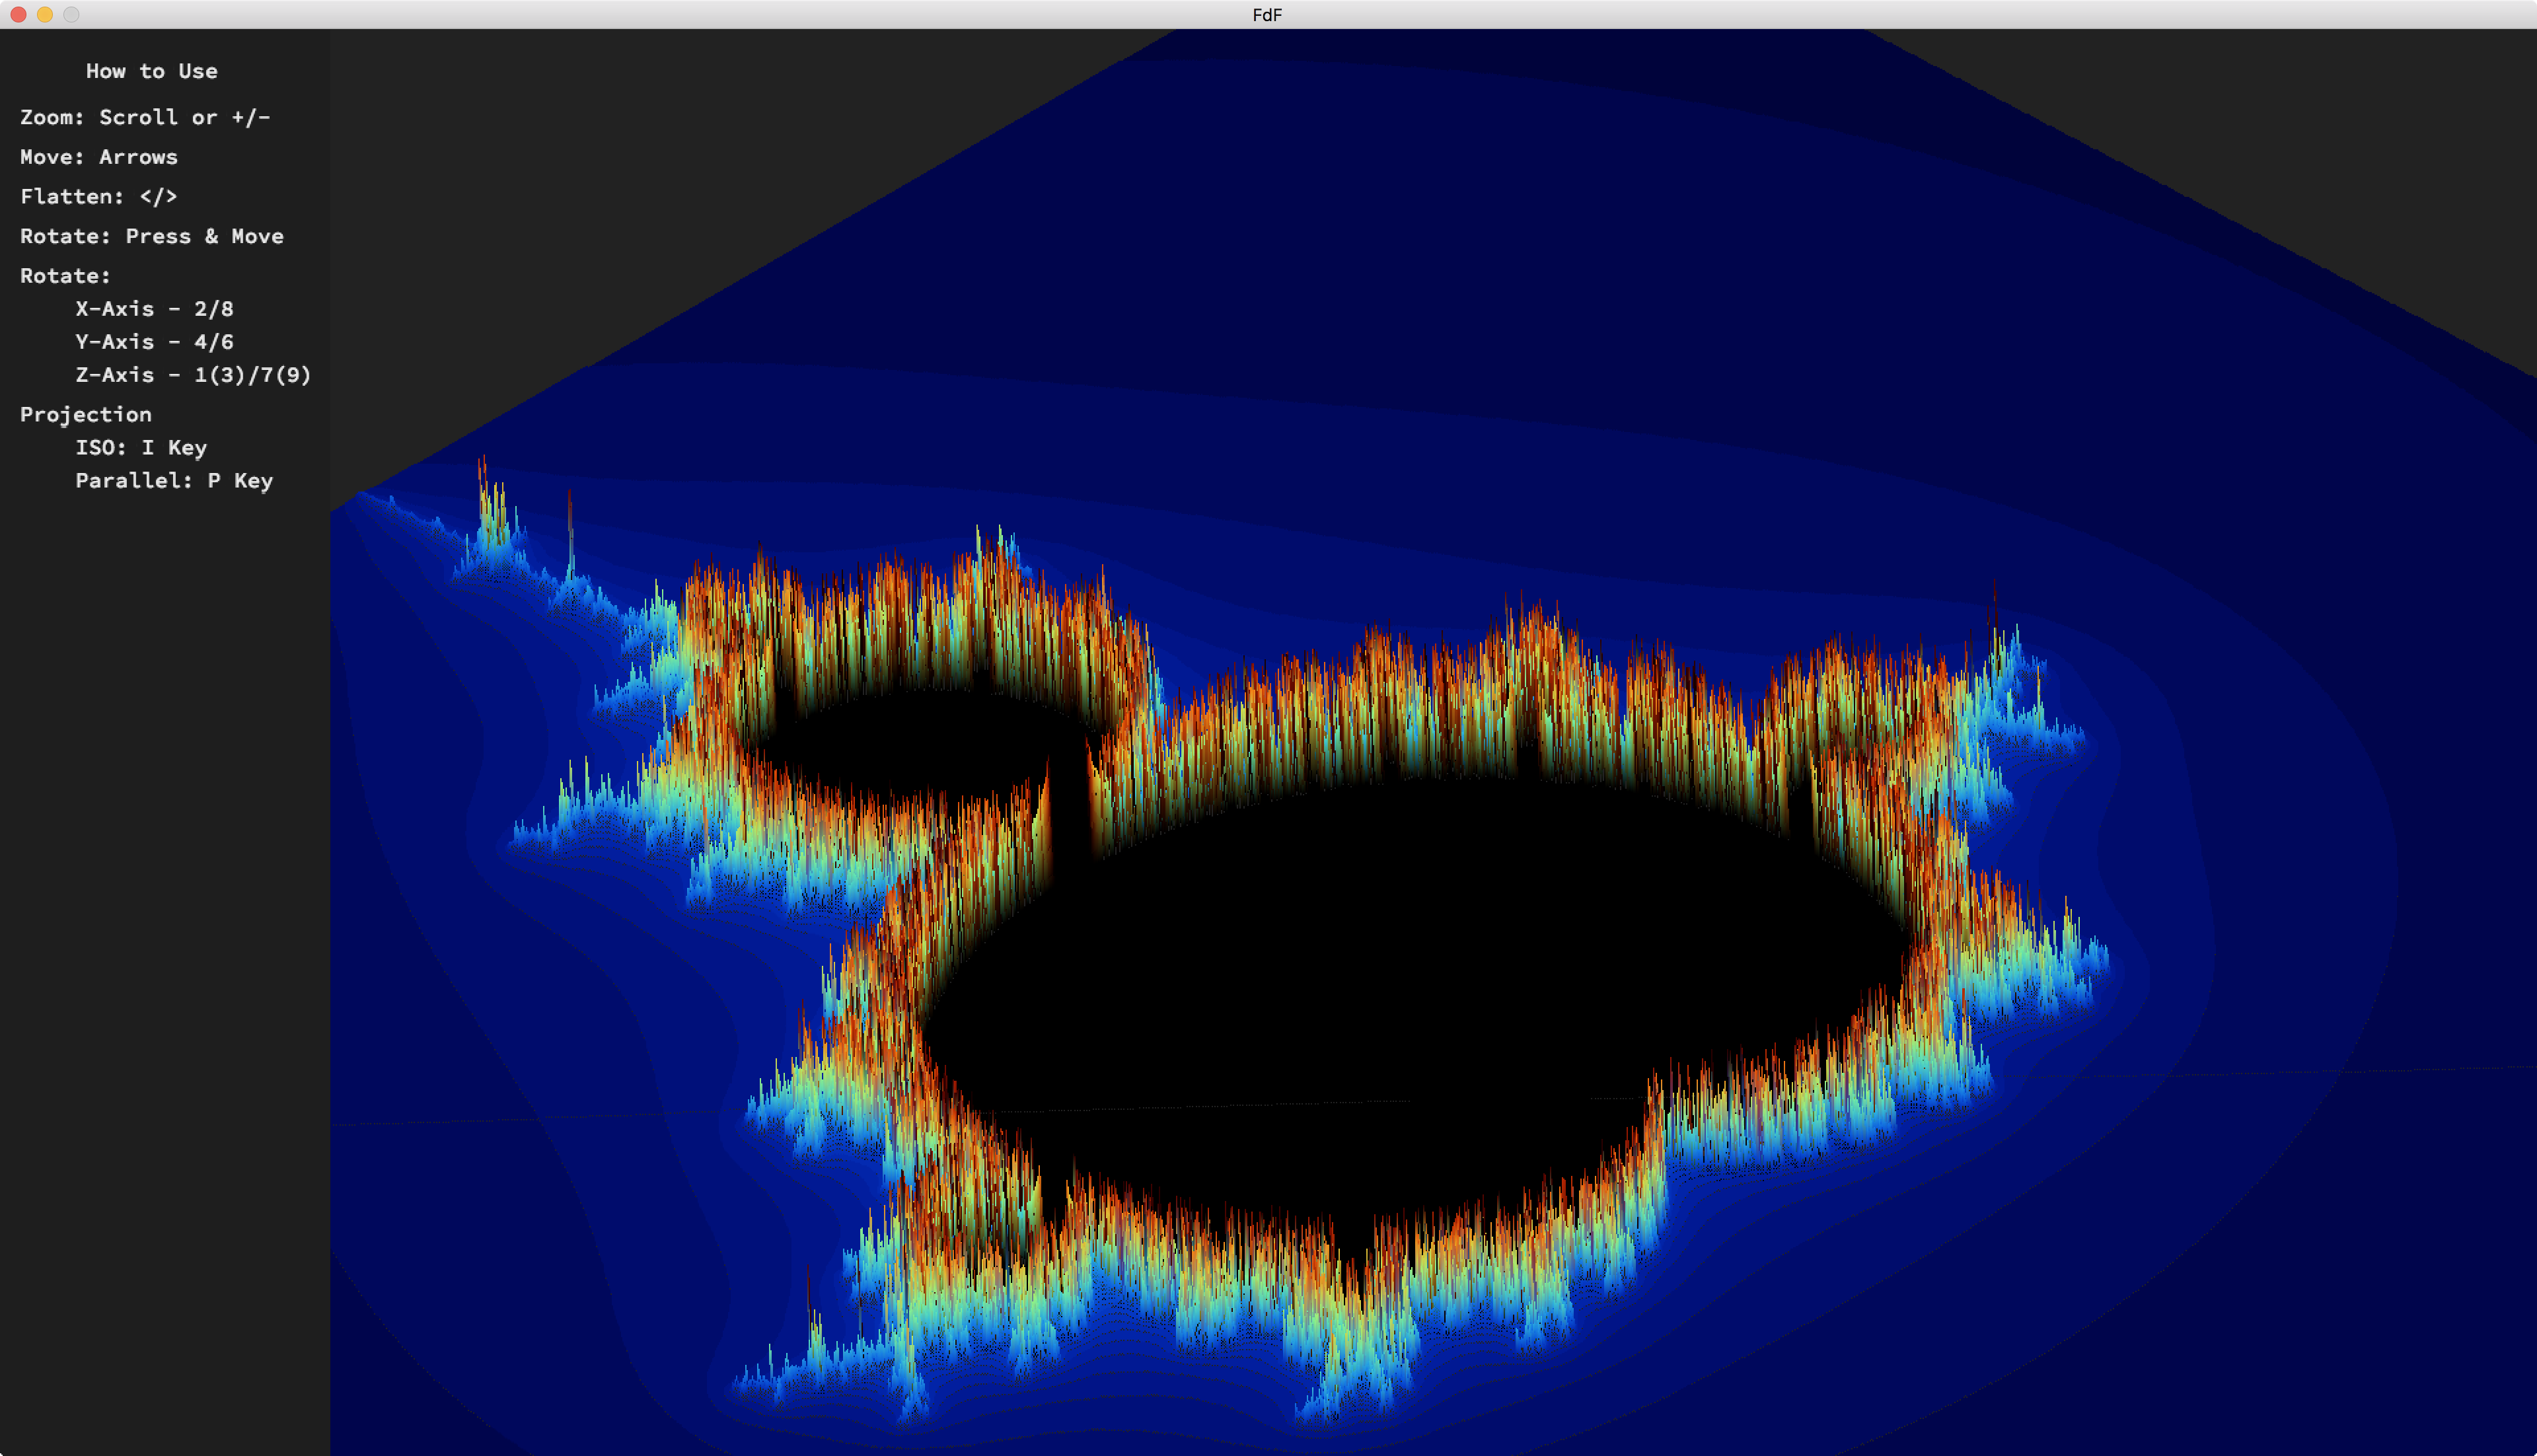 FdF
How to Use
Zoom: Scroll or +/-
Move: Arrows
Flatten: </>
Rotate: Press & Move
Rotate:
X-Axis - 2/8
Y-Axis - 4/6
Z-Axis - 1(3)/7(9)
Projection
ISO: I Key
Parallel: P Key